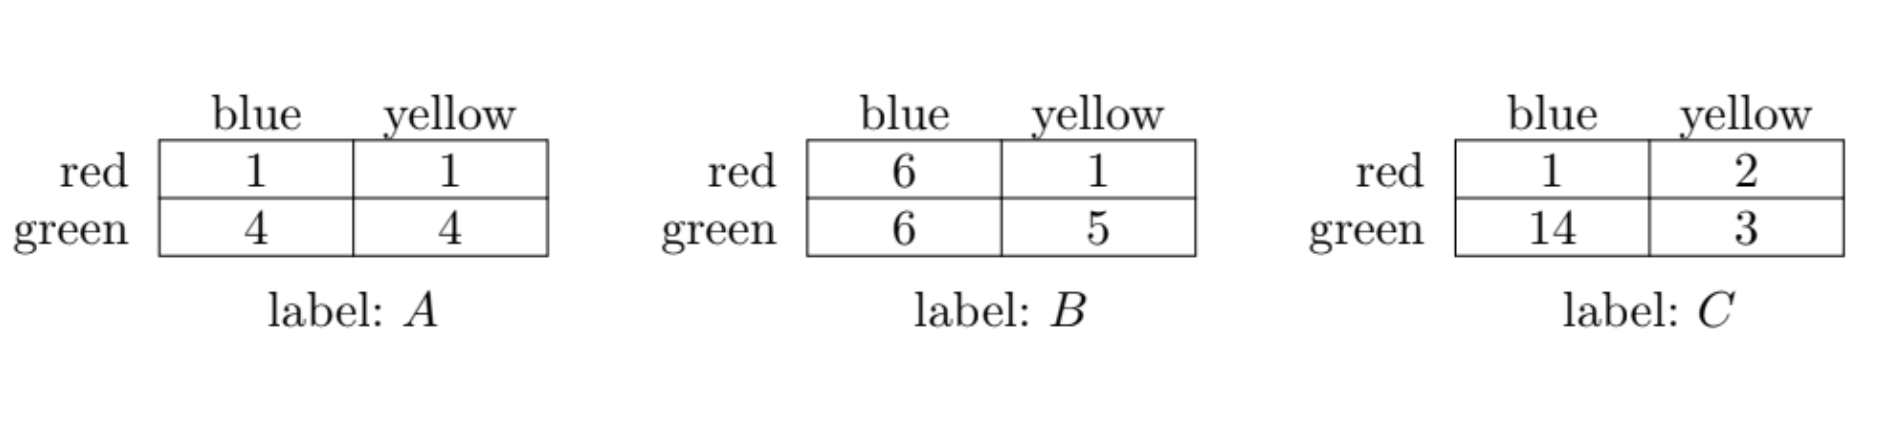 blue yellow
red 1 1
green 4 4
label: A
blue yellow
red 6 1
green 6 5
label: B
blue yellow
red 1 2
green 14 3
label: C